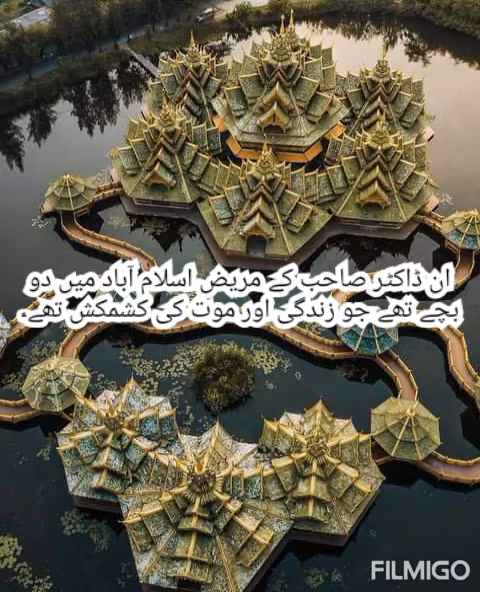 ان ڈاکٹر صاحب کے مریض اسلام آباد میں دو
بچے تھے جو زندگی اور موت کی کشمکش تھے.
FILMIGO